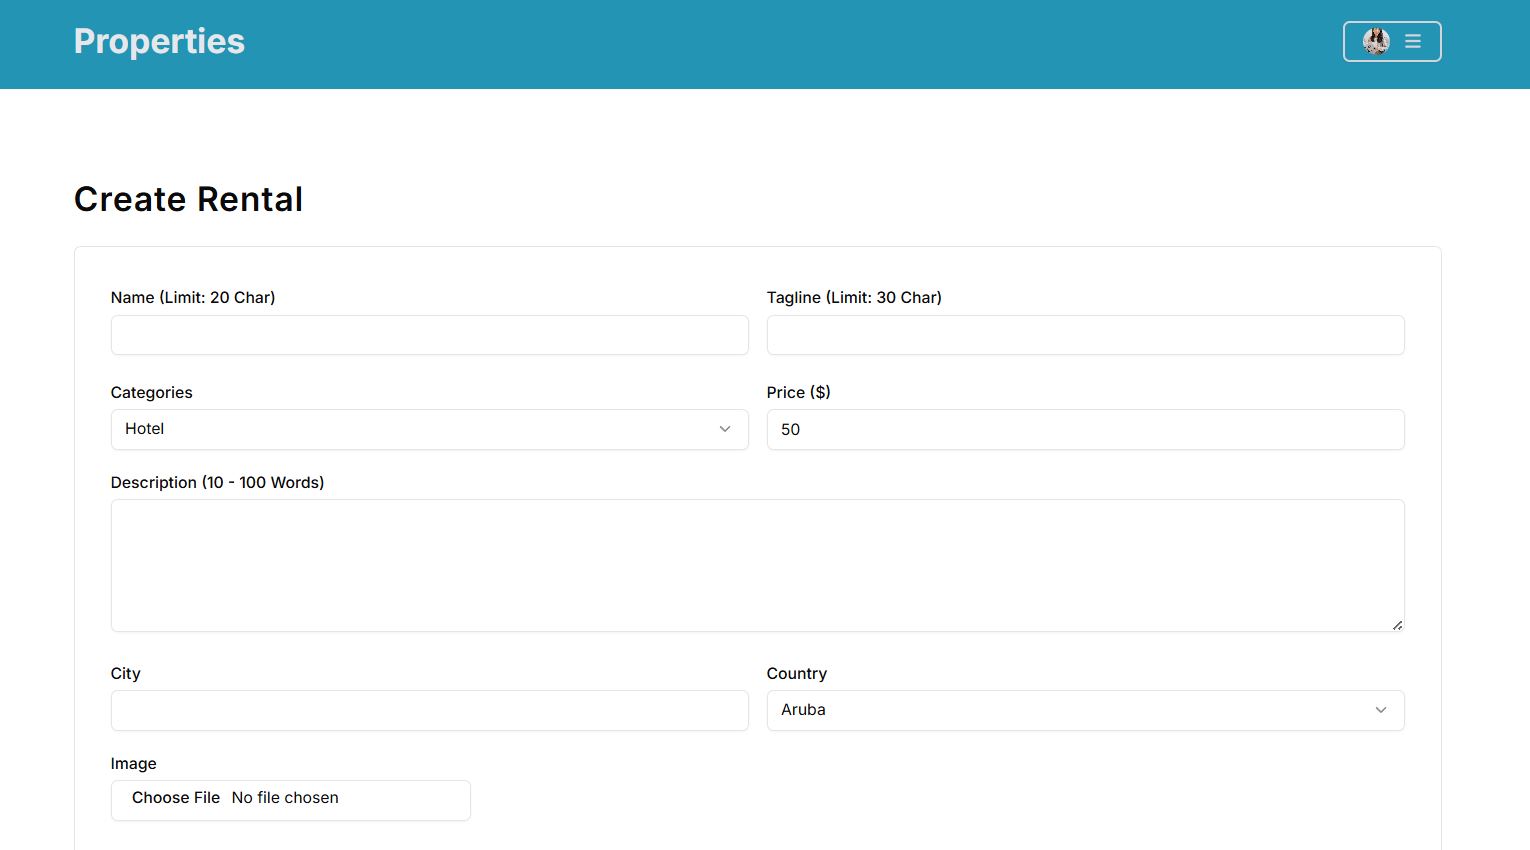 Properties
Create Rental
Name (Limit: 20 Char)
Tagline (Limit: 30 Char)
Categories
Price ($)
Hotel
50
Description (10 - 100 Words)
City
Country
Aruba
Image
Choose File No file chosen